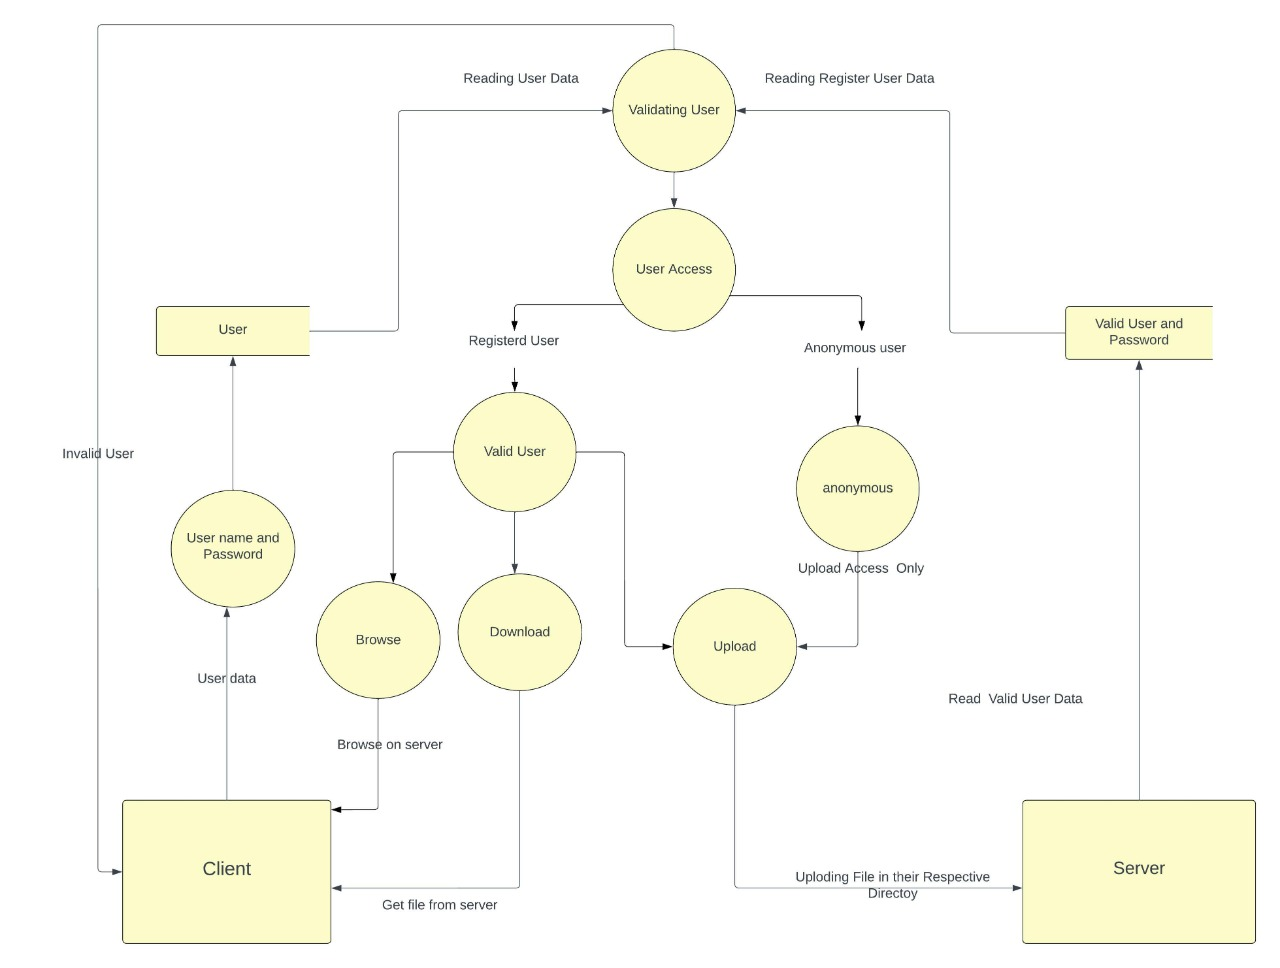 Reading User Data
Reading Register User Data
Validating User
User Access
User
Valid User and
Password
Registerd User
Anonymous user
Invalid User
Valid User
anonymous
User name and
Password
Upload Access  Only
Browse
Download
Upload
User data
Read  Valid User Data
Browse on server
Client
Server
Uploding File in their Respective
Directoy
Get file from server